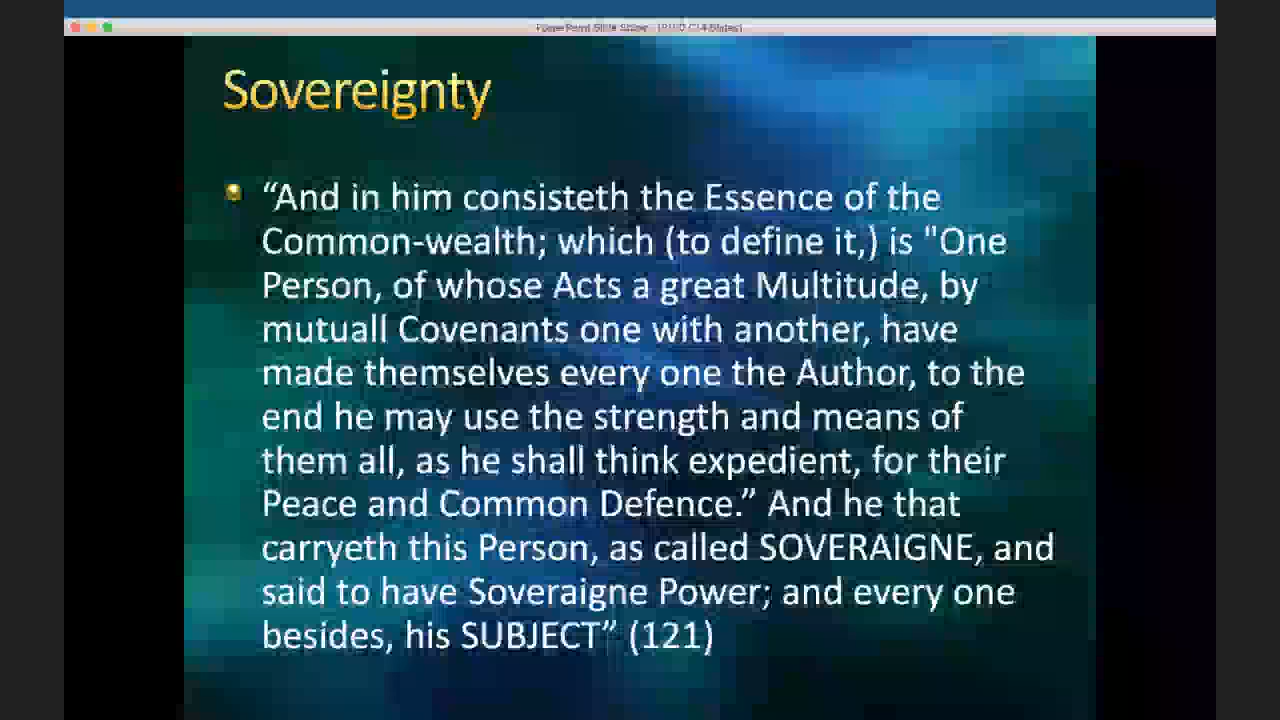 Sovereignty
“And in him consisteth the Essence of the
Common-wealth; which (to define it,) is "One
Person, of whose Acts a great Multitude, by
mutuall Covenants one with another, have
made themselves every one the Author, to the
end he may use the strength and means of
them all, as he shall think expedient, for their
Peace and Common Defence.” And he that
carryeth this Person, as called SOVERAIGNE, and
said to have Soveraigne Power; and every one
besides, his SUBJECT” (121)